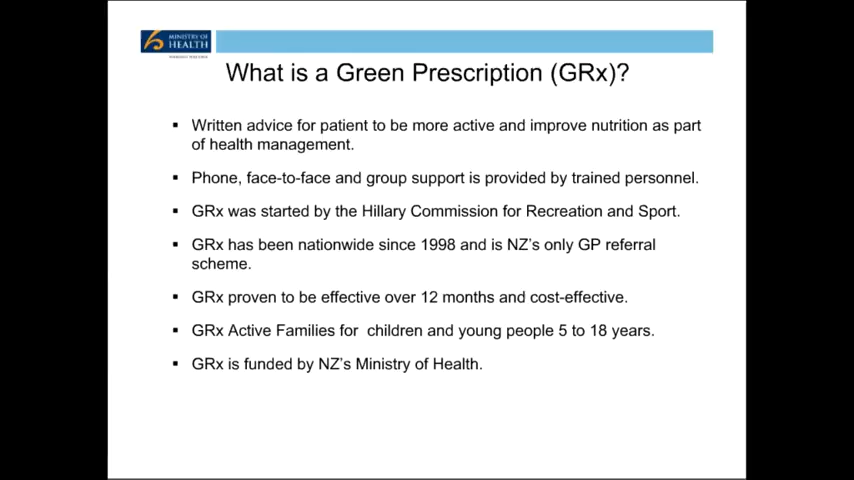 MINISTRY OF
HEALTH
What is a Green Prescription (GRx)?
▪ Written advice for patient to be more active and improve nutrition as part
of health management.
▪ Phone, face-to-face and group support is provided by trained personnel.
▪ GRx was started by the Hillary Commission for Recreation and Sport.
▪ GRx has been nationwide since 1998 and is NZ's only GP referral
scheme.
▪ GRx proven to be effective over 12 months and cost-effective.
▪ GRx Active Families for children and young people 5 to 18 years.
▪ GRx is funded by NZ's Ministry of Health.